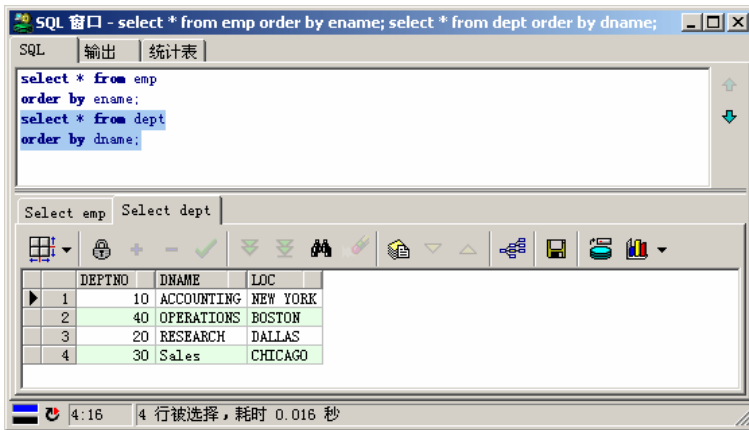 SQL 窗口 - select * from emp order by ename; select * from dept order by dname;
SQL 输出 统计表
select * from emp
order by ename;
select * from dept
order by dname;
Select emp Select dept
DEPTNO DNAME LOC
1 10 ACCOUNTING NEW YORK
2 40 OPERATIONS BOSTON
3 20 RESEARCH DALLAS
4 30 Sales CHICAGO
4:16 4 行被选择，耗时 0.016 秒